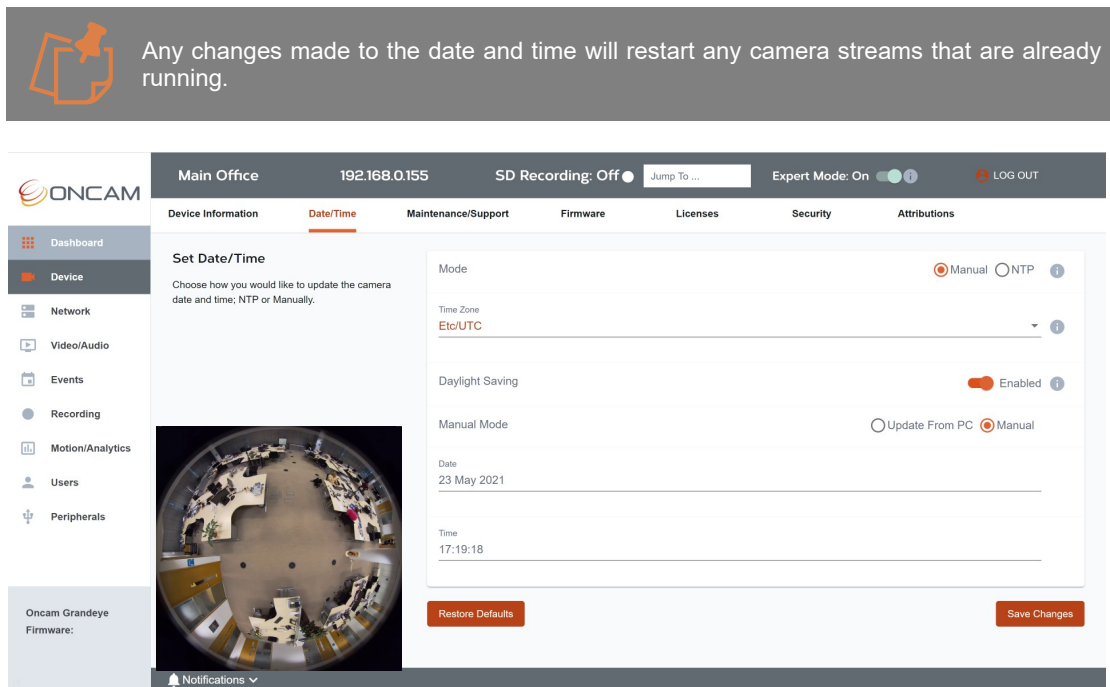 Any changes made to the date and time will restart any camera streams that are already
running.
ONCAM
Main Office 192.168.0.155 SD Recording: Off Jump To ... Expert Mode: On LOG OUT
Device Information Date/Time Maintenance/Support Firmware Licenses Security Attributions
Dashboard
Device
Network
Video/Audio
Events
Recording
Motion/Analytics
Users
Peripherals
Oncam Grandeye
Firmware:
Set Date/Time
Choose how you would like to update the camera
date and time; NTP or Manually.
Mode Manual NTP
Time Zone
Etc/UTC
Daylight Saving Enabled
Manual Mode Update From PC Manual
Date
23 May 2021
Time
17:19:18
Restore Defaults Save Changes
Notifications